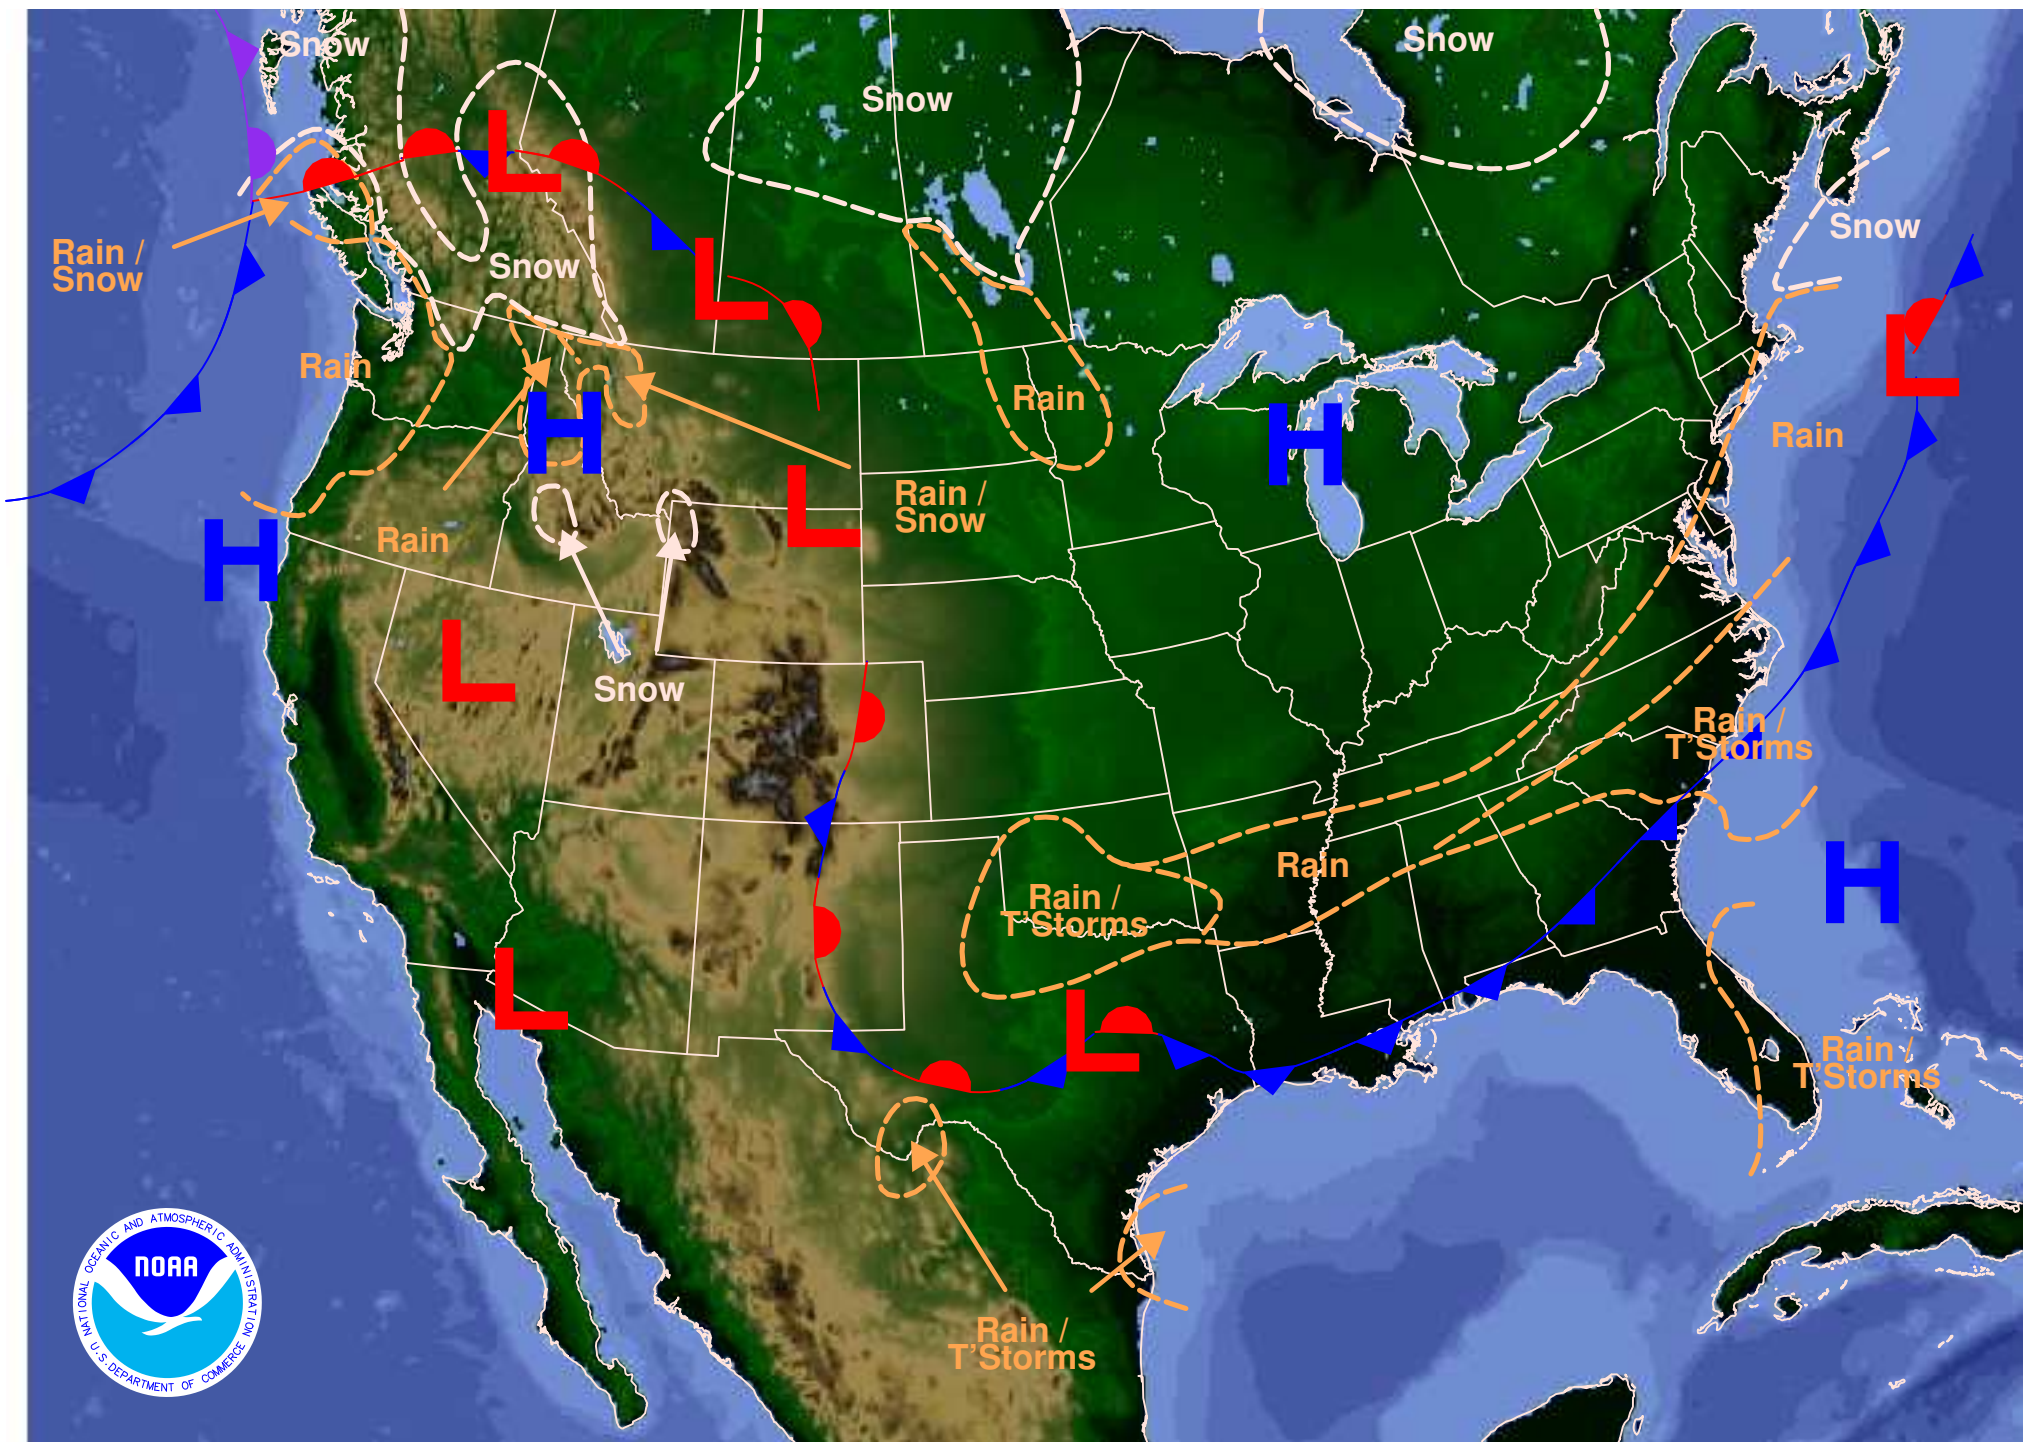 Snow
Snow
Snow
Rain /
Snow
Snow
Snow
L
L
L
Rain
Rain
Rain
H
H
Rain /
Snow
L
Rain
H
L
Snow
Rain /
T'Storms
Rain
Rain /
T'Storms
H
L
L
Rain /
T'Storms
Rain /
T'Storms
NATIONAL OCEANIC AND ATMOSPHERIC ADMINISTRATION
NOAA
U.S. DEPARTMENT OF COMMERCE